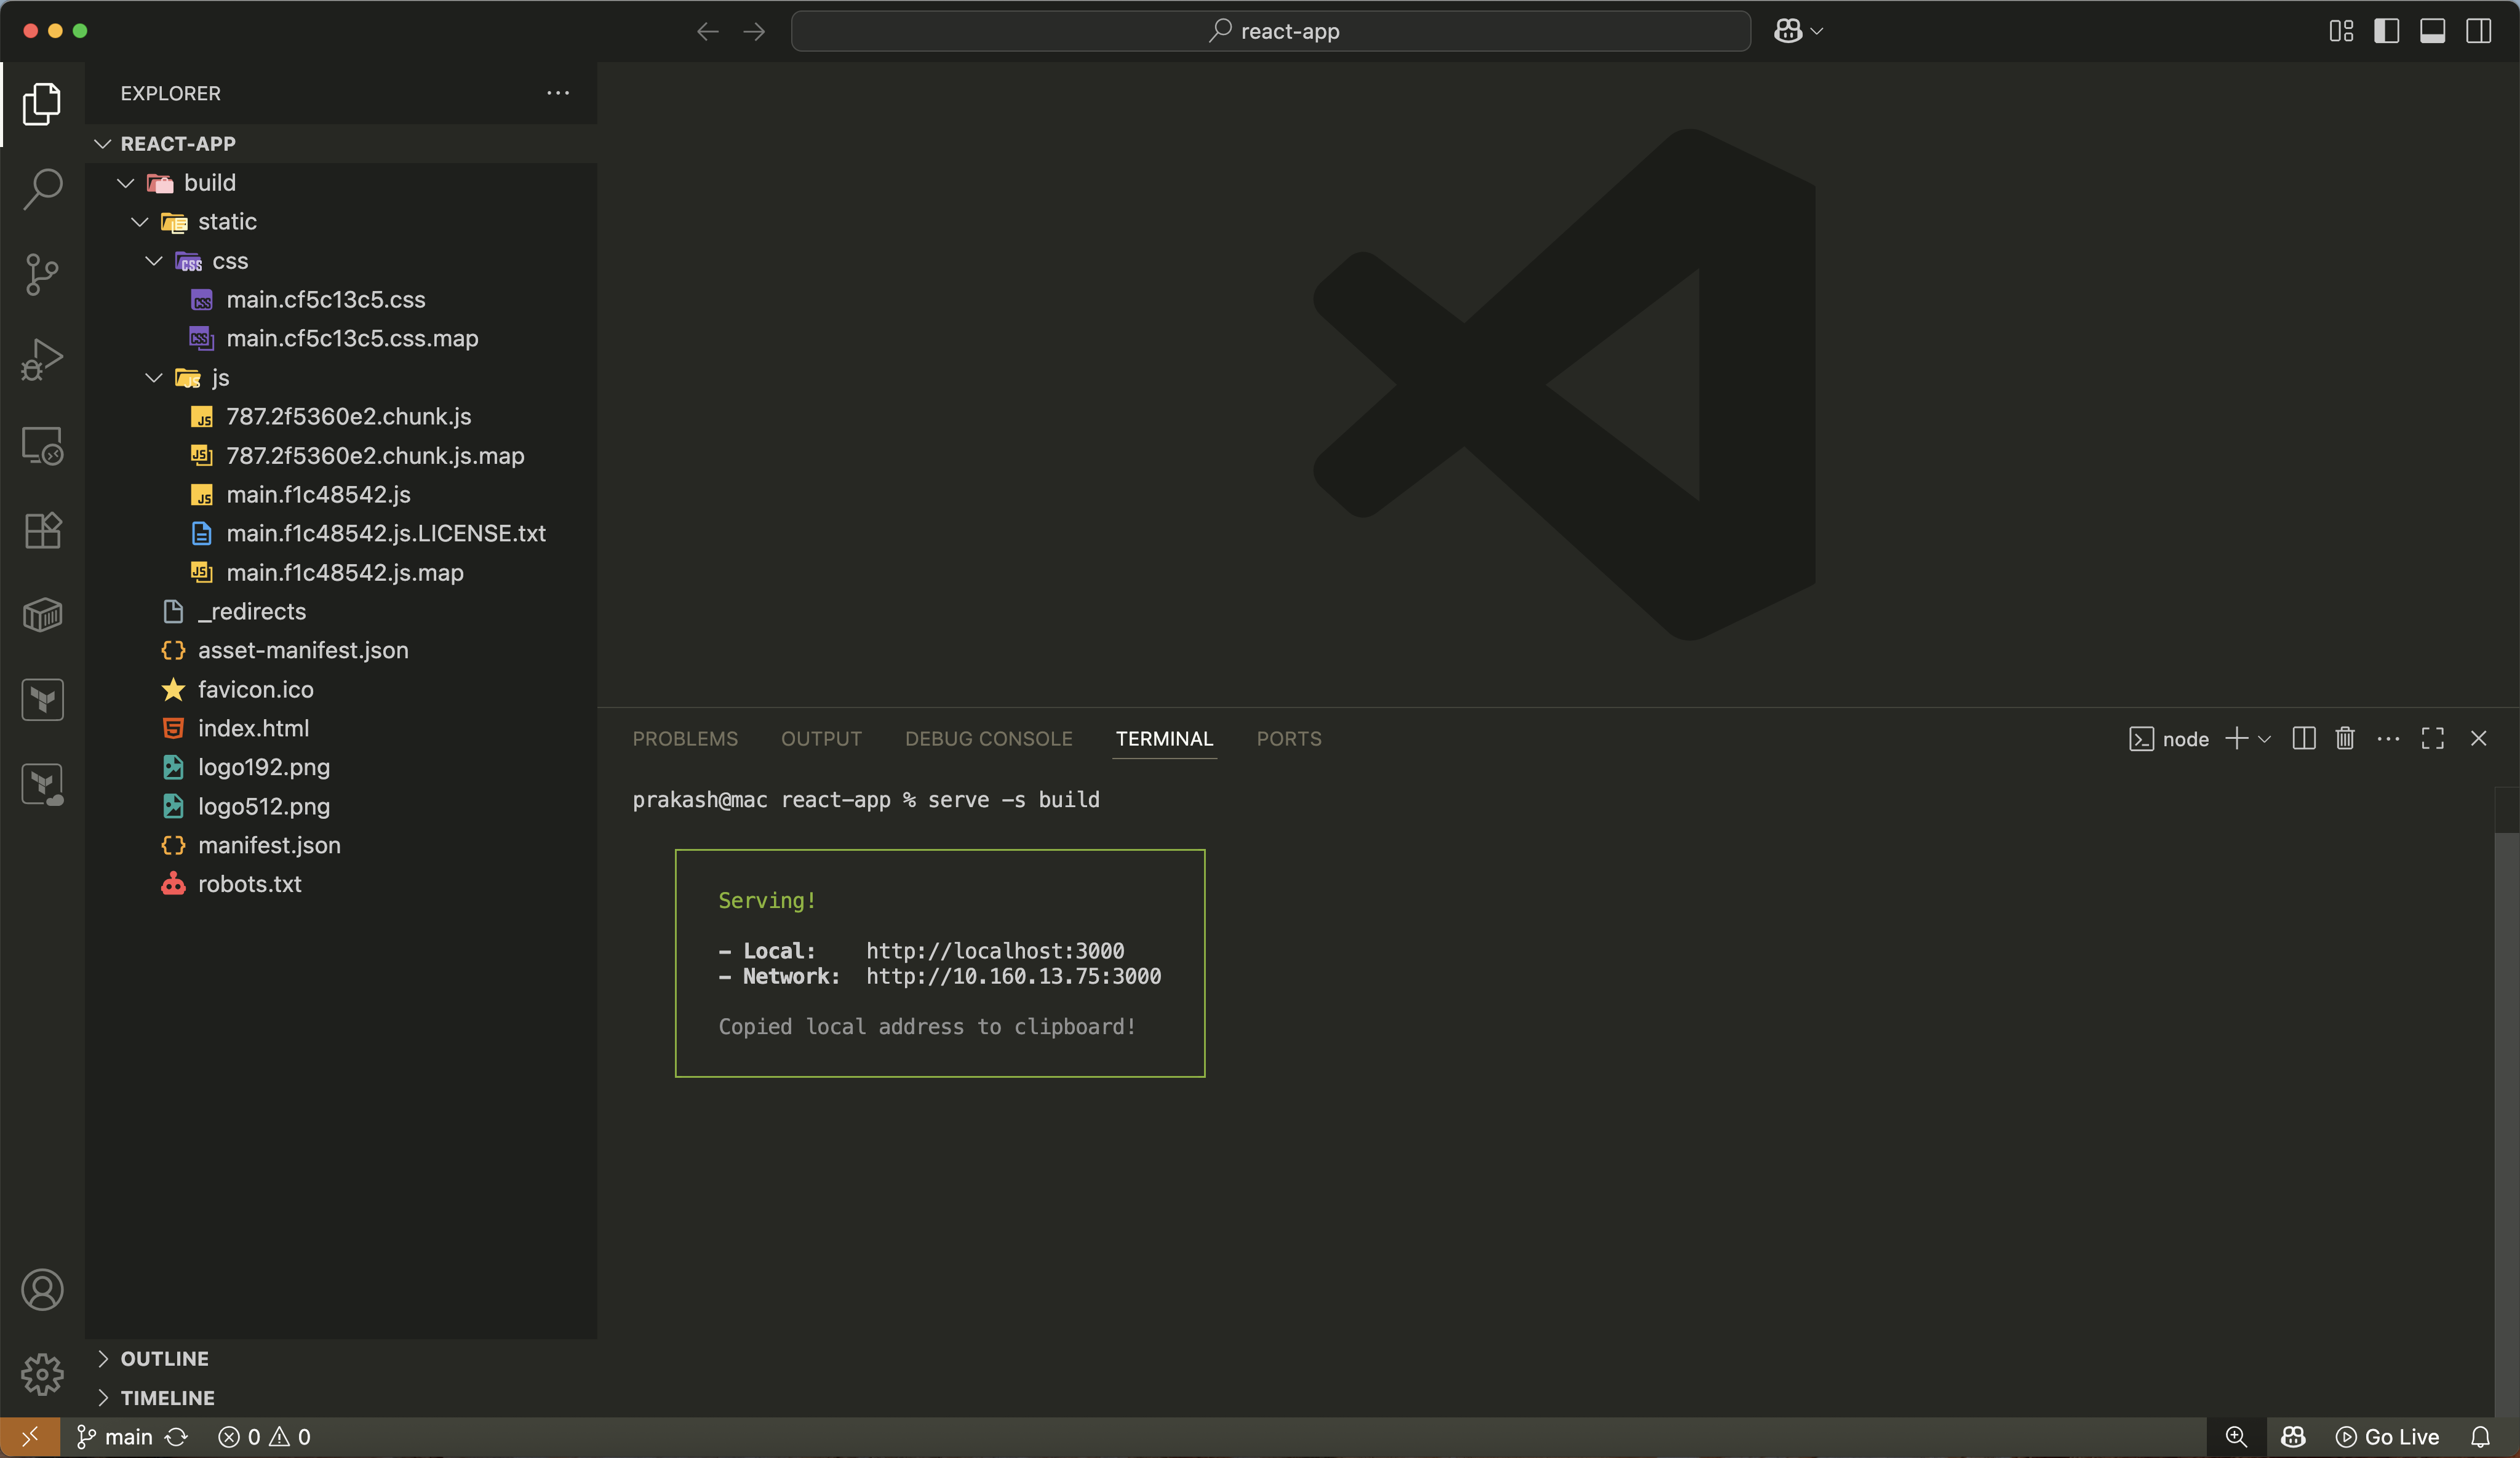 react-app
EXPLORER
REACT-APP
build
static
css
main.cf5c13c5.css
main.cf5c13c5.css.map
js
787.2f5360e2.chunk.js
787.2f5360e2.chunk.js.map
main.f1c48542.js
main.f1c48542.js.LICENSE.txt
main.f1c48542.js.map
_redirects
asset-manifest.json
favicon.ico
index.html
logo192.png
logo512.png
manifest.json
robots.txt
OUTLINE
TIMELINE
PROBLEMS OUTPUT DEBUG CONSOLE TERMINAL PORTS
node
prakash@mac react-app % serve -s build
Serving!
- Local: http://localhost:3000
- Network: http://10.160.13.75:3000
Copied local address to clipboard!
main 0 0
Go Live